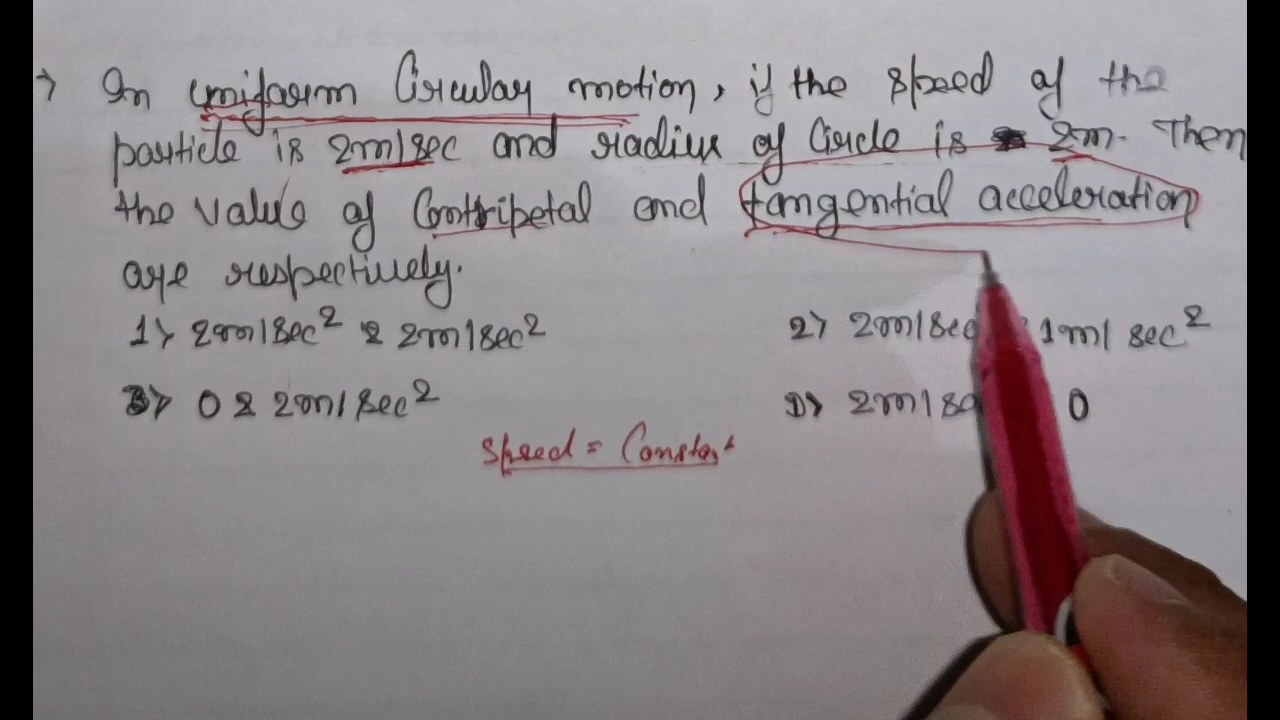 → In uniform Circular motion, if the speed of the
particle is 2m/sec and radius of Circle is 2m. Then
the value of Centripetal and tangential acceleration
are respectively.
1> 2m/sec² & 2m/sec²
2> 2m/sec 1m/sec²
3> 0 & 2m/sec²
D> 2m/s 0
Speed = Constant